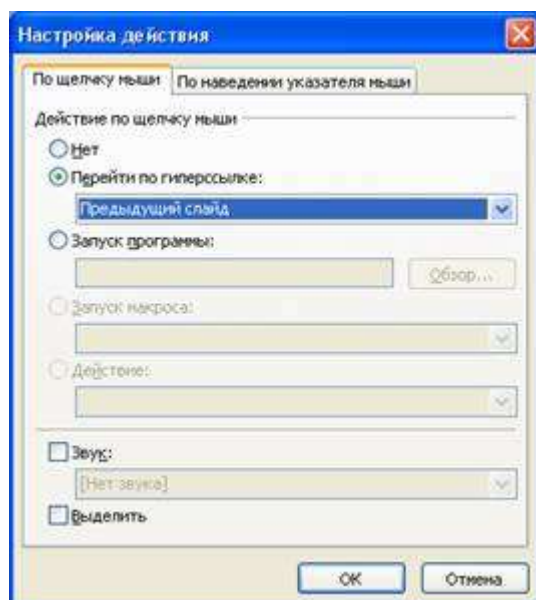 Настройка действия
По щелчку мыши По наведении указателя мыши
Действие по щелчку мыши
Нет
Перейти по гиперссылке:
Предыдущий слайд
Запуск программы:
Обзор...
Запуск макроса:
Действие:
Звук:
[Нет звука]
Выделить
ОК Отмена